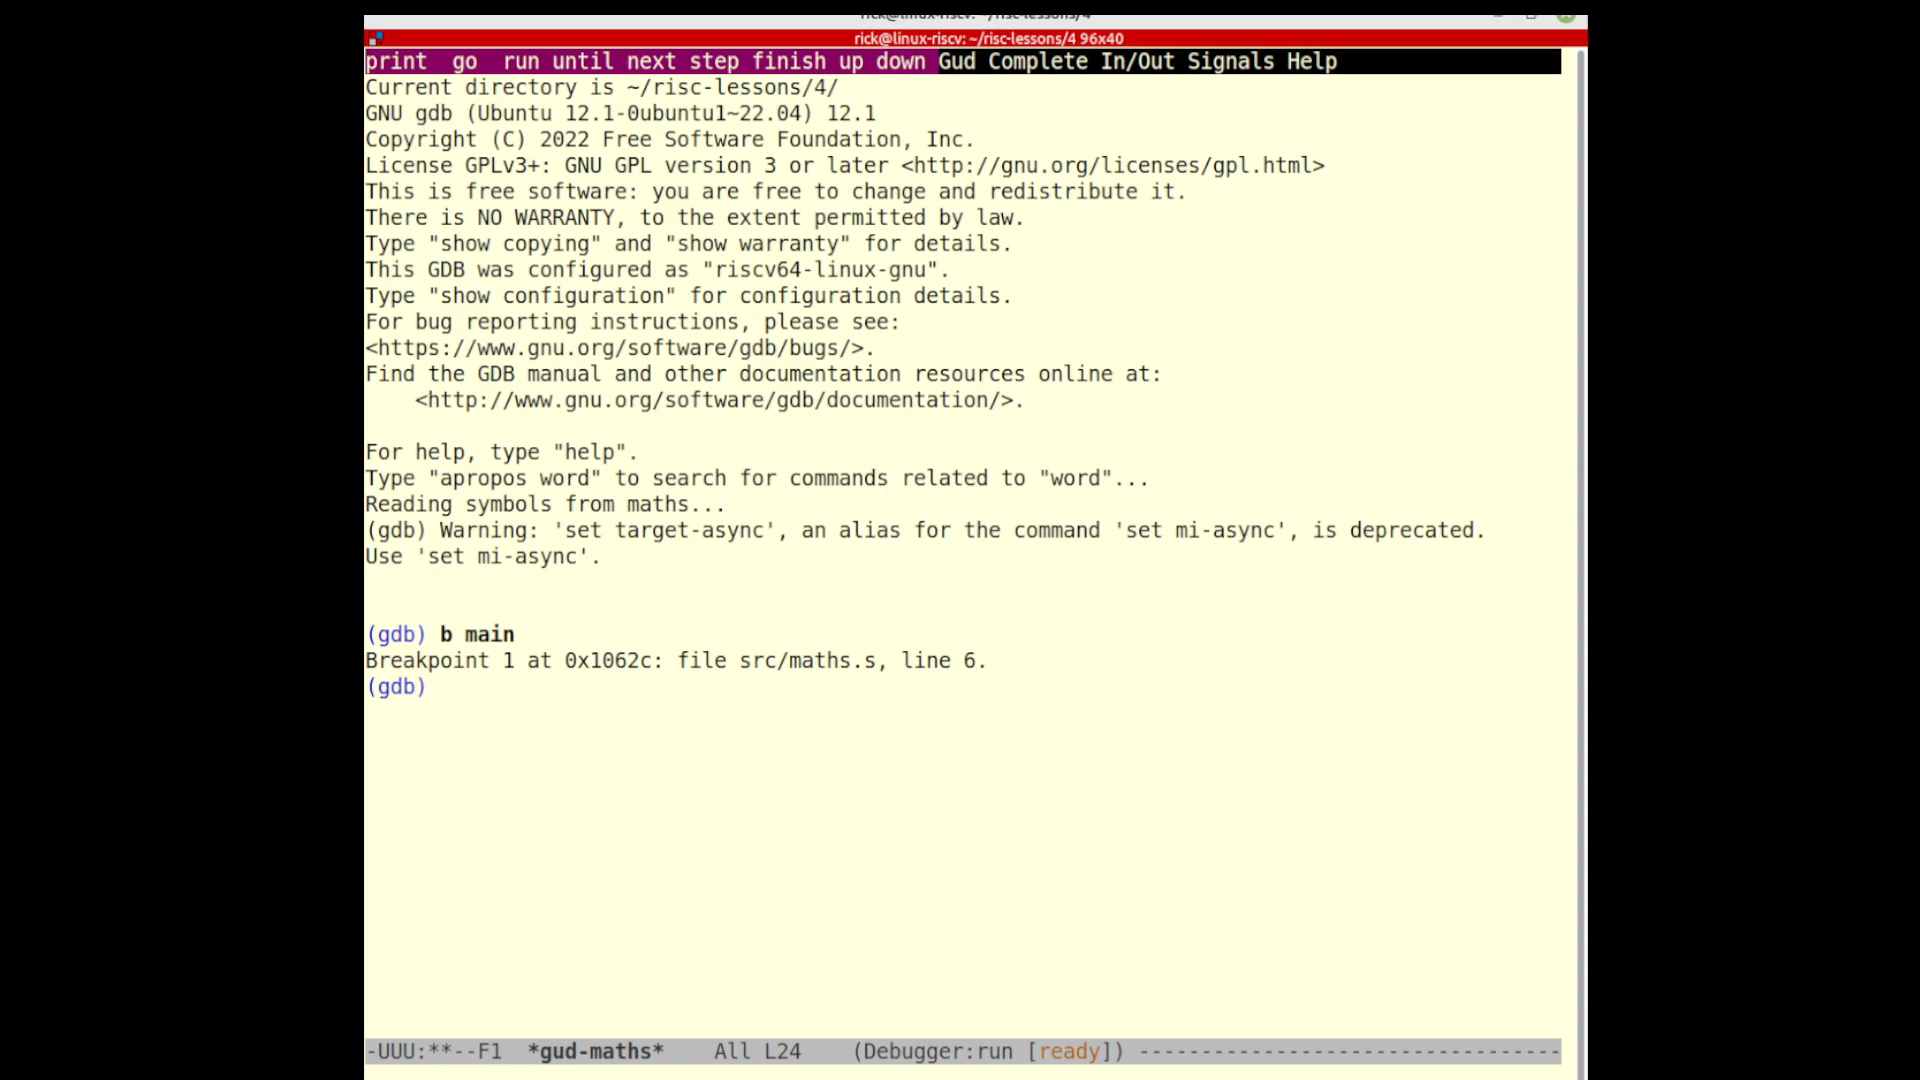 rick@linux-riscv: ~/risc-lessons/4
rick@linux-riscv: ~/risc-lessons/4 96x40
print  go  run until next step finish up down Gud Complete In/Out Signals Help
Current directory is ~/risc-lessons/4/
GNU gdb (Ubuntu 12.1-0ubuntu1~22.04) 12.1
Copyright (C) 2022 Free Software Foundation, Inc.
License GPLv3+: GNU GPL version 3 or later <http://gnu.org/licenses/gpl.html>
This is free software: you are free to change and redistribute it.
There is NO WARRANTY, to the extent permitted by law.
Type "show copying" and "show warranty" for details.
This GDB was configured as "riscv64-linux-gnu".
Type "show configuration" for configuration details.
For bug reporting instructions, please see:
<https://www.gnu.org/software/gdb/bugs/>.
Find the GDB manual and other documentation resources online at:
    <http://www.gnu.org/software/gdb/documentation/>.
For help, type "help".
Type "apropos word" to search for commands related to "word"...
Reading symbols from maths...
(gdb) Warning: 'set target-async', an alias for the command 'set mi-async', is deprecated.
Use 'set mi-async'.
(gdb) b main
Breakpoint 1 at 0x1062c: file src/maths.s, line 6.
(gdb)
-UUU:**--F1  *gud-maths*    All L24    (Debugger:run [ready]) ----------------------------------